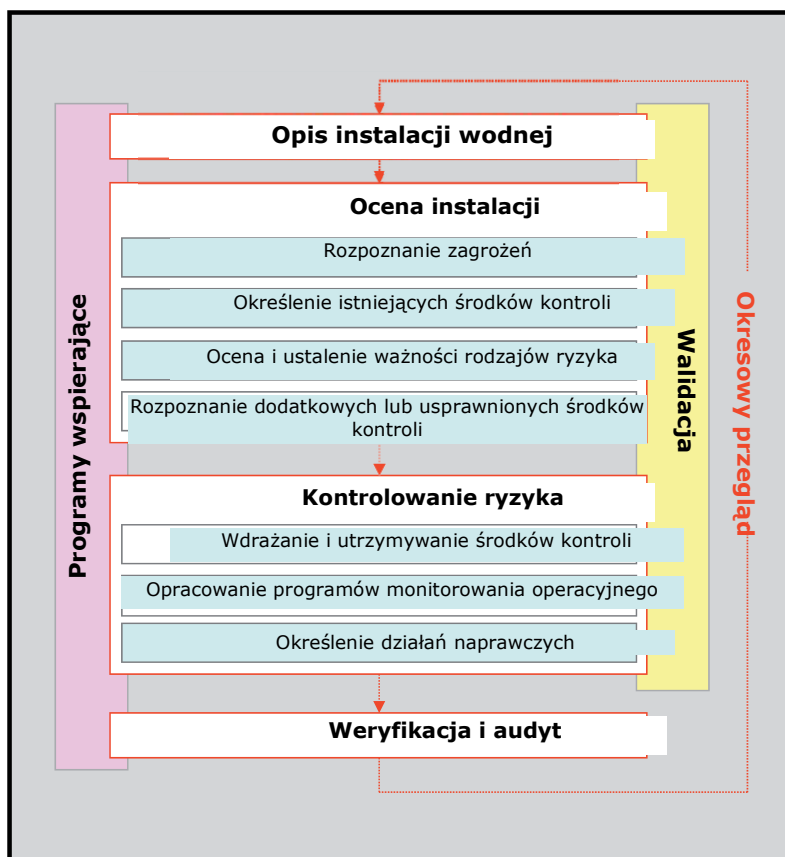 Opis instalacji wodnej
Ocena instalacji
Rozpoznanie zagrożeń
Określenie istniejących środków kontroli
Ocena i ustalenie ważności rodzajów ryzyka
Rozpoznanie dodatkowych lub usprawnionych środków
kontroli
Kontrolowanie ryzyka
Wdrażanie i utrzymywanie środków kontroli
Opracowanie programów monitorowania operacyjnego
Określenie działań naprawczych
Weryfikacja i audyt
Programy wspierające
Walidacja
Okresowy przegląd